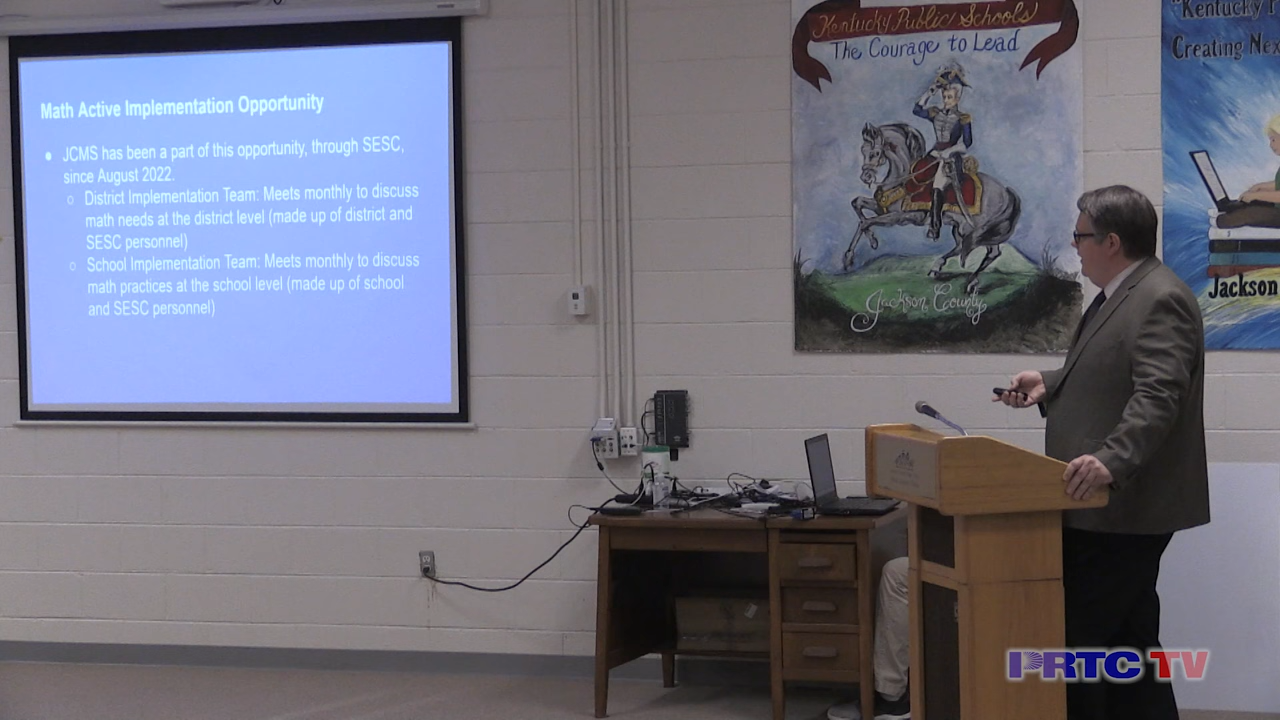 Math Active Implementation Opportunity
● JCMS has been a part of this opportunity, through SESC,
since August 2022.
○ District Implementation Team: Meets monthly to discuss
math needs at the district level (made up of district and
SESC personnel)
○ School Implementation Team: Meets monthly to discuss
math practices at the school level (made up of school
and SESC personnel)
Kentucky Public Schools
The Courage to Lead
Jackson County
"Kentucky
Creating
Jackson
PRTC TV